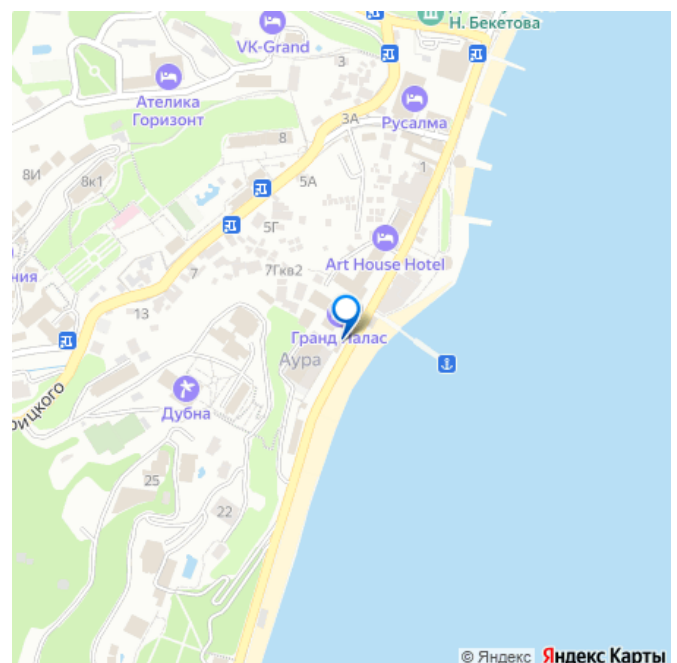 Н. Бекетова
VK-Grand
3
Ателика
Горизонт
Русалма
3А
8
1
8И
8к1
5А
5Г
Art House Hotel
ния
7
7Гкв2
13
Гранд Палас
Аура
Дубна
рицкого
25
22
© Яндекс Яндекс Карты